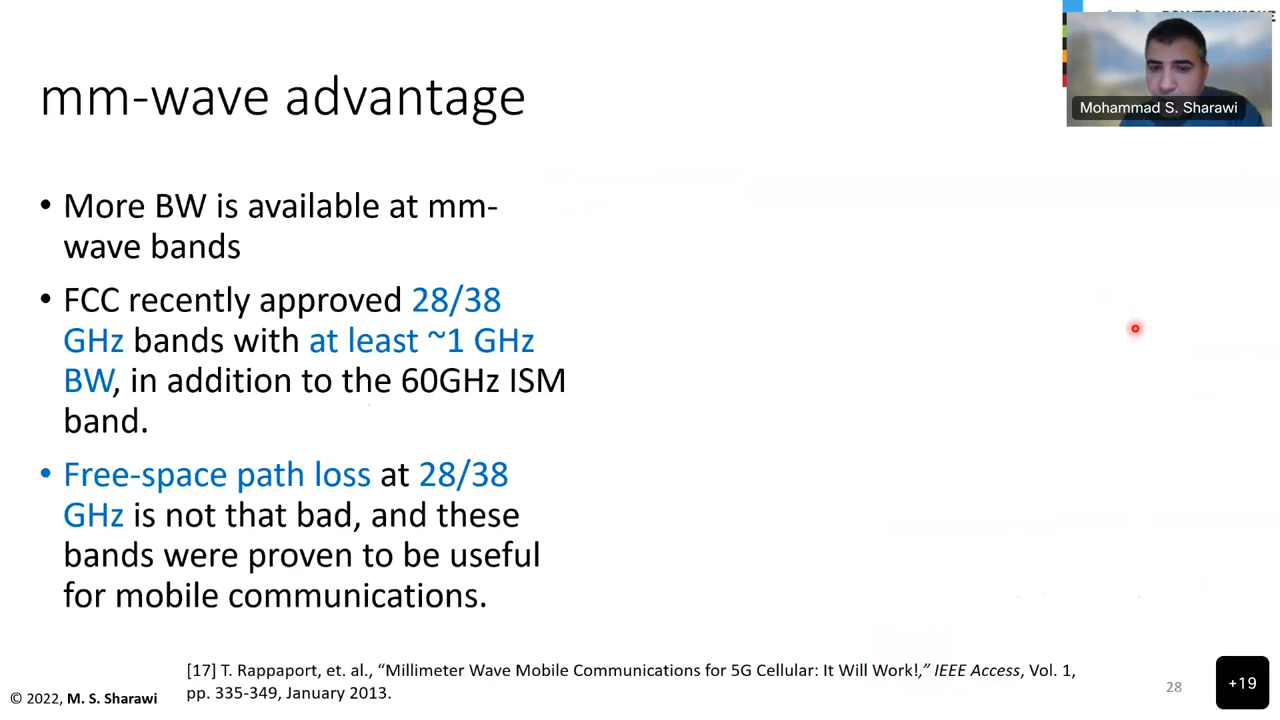 mm-wave advantage
Mohammad S. Sharawi
• More BW is available at mm-
wave bands
• FCC recently approved 28/38
GHz bands with at least ~1 GHz
BW, in addition to the 60GHz ISM
band.
• Free-space path loss at 28/38
GHz is not that bad, and these
bands were proven to be useful
for mobile communications.
[17] T. Rappaport, et. al., “Millimeter Wave Mobile Communications for 5G Cellular: It Will Work!,” IEEE Access, Vol. 1,
pp. 335-349, January 2013.
© 2022, M. S. Sharawi
28
+19